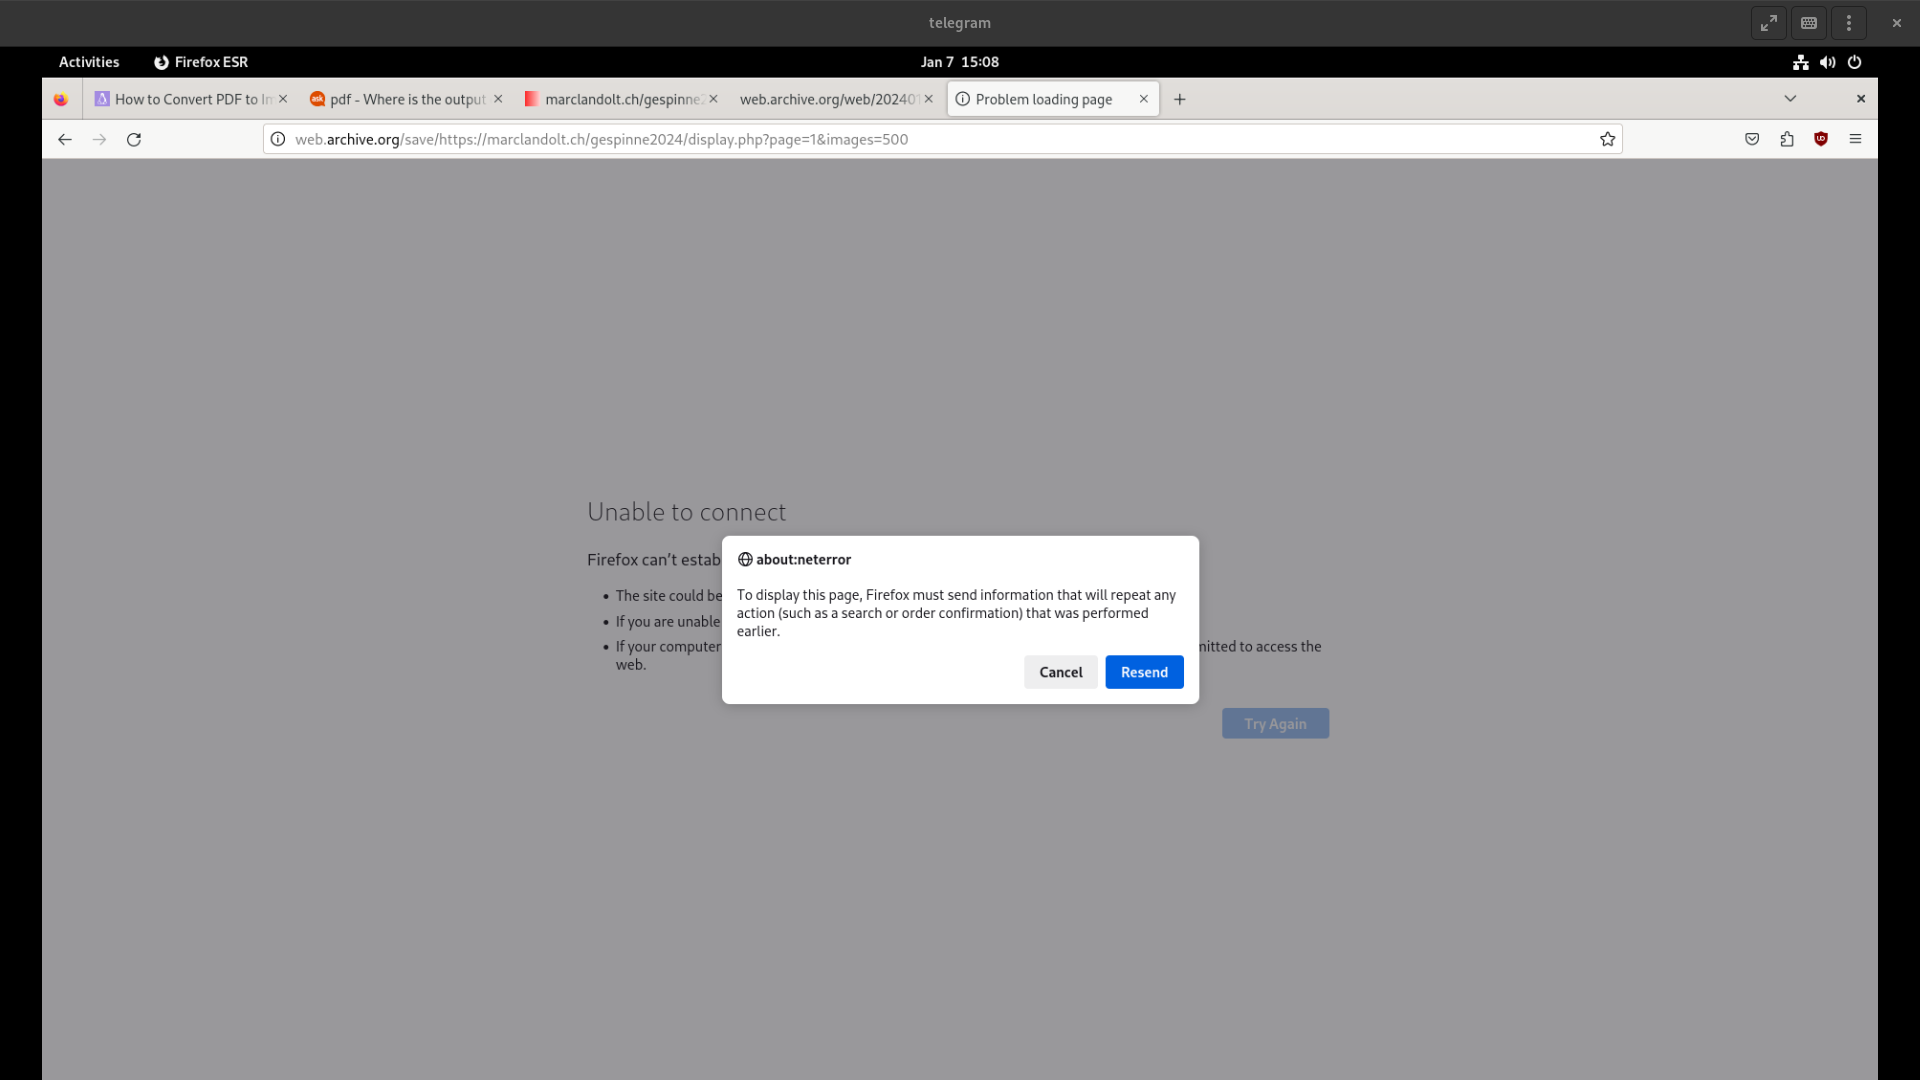 telegram
Activities
Firefox ESR
Jan 7 15:08
How to Convert PDF to Im
pdf - Where is the output
marclandolt.ch/gespinne2
web.archive.org/web/20240
Problem loading page
web.archive.org/save/https://marclandolt.ch/gespinne2024/display.php?page=1&images=500
Unable to connect
Firefox can’t estab
The site could be
If you are unable
If your computer
mitted to access the
web.
about:neterror
To display this page, Firefox must send information that will repeat any
action (such as a search or order confirmation) that was performed
earlier.
Cancel
Resend
Try Again